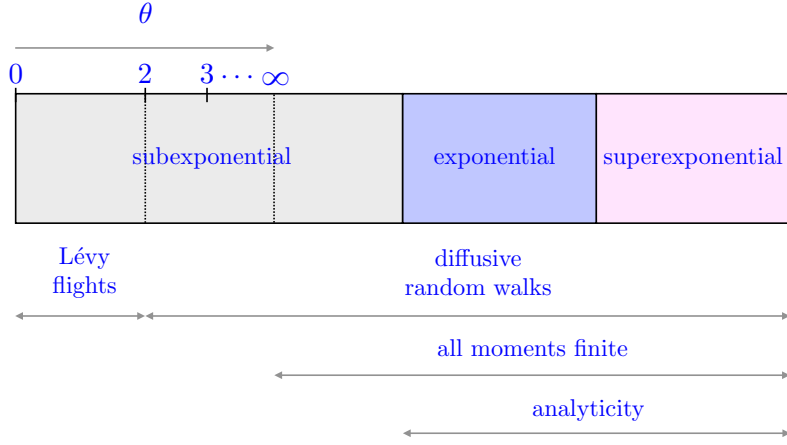 θ
0 2 3 ··· ∞
subexponential exponential superexponential
Lévy
flights
diffusive
random walks
all moments finite
analyticity